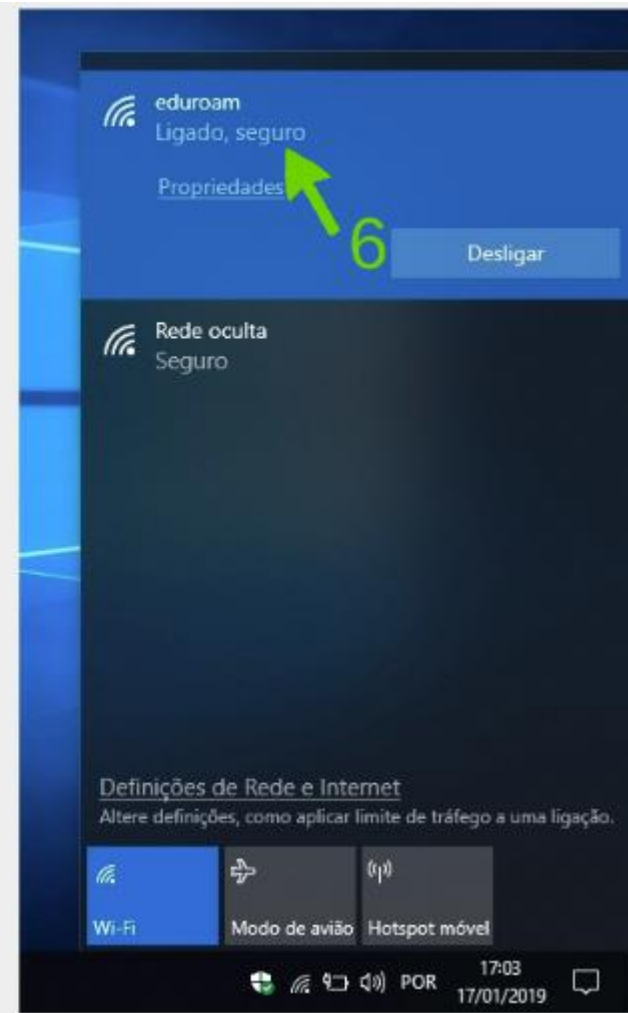 eduroam
Ligado, seguro
Propriedades
6
Desligar
Rede oculta
Seguro
Definições de Rede e Internet
Altere definições, como aplicar limite de tráfego a uma ligação.
Wi-Fi
Modo de avião
Hotspot móvel
POR
17:03
17/01/2019